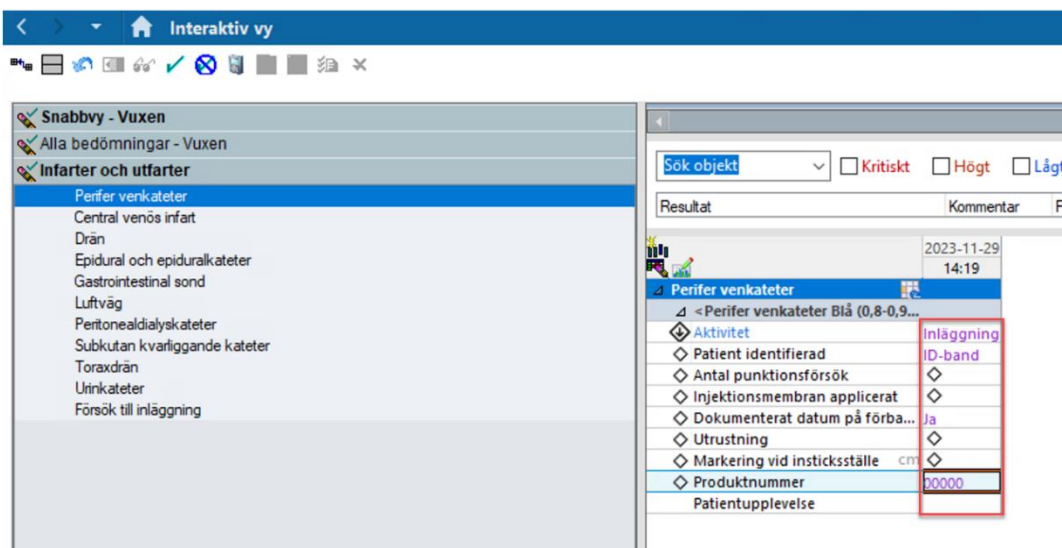 Interaktiv vy
Snabbvy - Vuxen
Alla bedömningar - Vuxen
Infarter och utfarter
Perifer venkateter
Central venös infart
Drän
Epidural och epiduralkateter
Gastrointestinal sond
Luftväg
Peritonealdialyskateter
Subkutan kvarliggande kateter
Toraxdrän
Urinkateter
Försök till inläggning
Sök objekt Kritiskt Högt Lågt
Resultat Kommentar F
2023-11-29
14:19
Perifer venkateter
<Perifer venkateter Blå (0,8-0,9...
Aktivitet Inläggning
Patient identifierad ID-band
Antal punktionsförsök
Injektionsmembran applicerat
Dokumenterat datum på förba... Ja
Utrustning
Markering vid insticksställe cm
Produktnummer 00000
Patientupplevelse